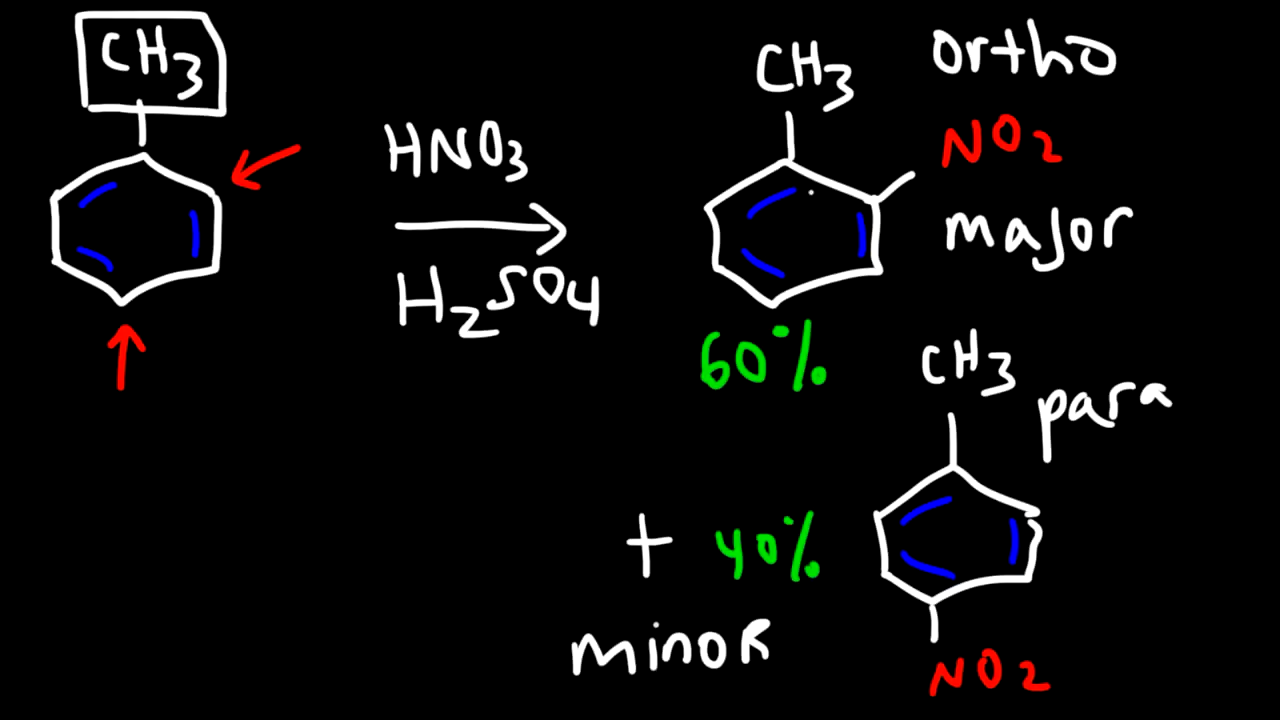 CH3
HNO3
H2SO4
CH3
ortho
NO2
major
60%
CH3
para
+ 40%
minor
NO2